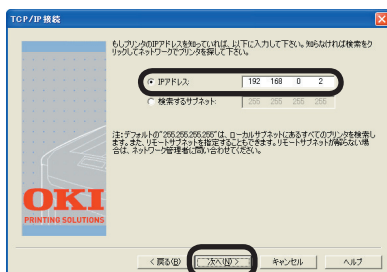 TCP/IP 接続
もしプリンタのIPアドレスを知っていれば、以下に入力して下さい。知らなければ検索をク
リックしてネットワークでプリンタを探して下さい。
IPアドレス: 192 168 0 2
検索するサブネット: 255 255 255 255
注：デフォルトの"255.255.255.255"は、ローカルサブネットにあるすべてのプリンタを検索し
ます。また、リモートサブネットを指定することもできます。リモートサブネットが解らない場
合は、ネットワーク管理者に問い合わせてください。
OKI
PRINTING SOLUTIONS
< 戻る(B)
次へ(N) >
キャンセル
ヘルプ